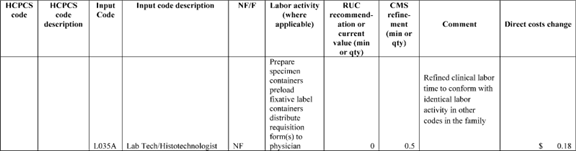 HCPCS code
HCPCS code description
Input Code
Input code description
NF/F
Labor activity (where applicable)
RUC recommend-ation or current value (min or qty)
CMS refine-ment (min or qty)
Comment
Direct costs change
L035A
Lab Tech/Histotechnologist
NF
Prepare
specimen
containers
preload
fixative label
containers
distribute
requisition
form(s) to
physician
0
0.5
Refined clinical labor
time to conform with
identical labor
activity in other
codes in the family
$ 0.18